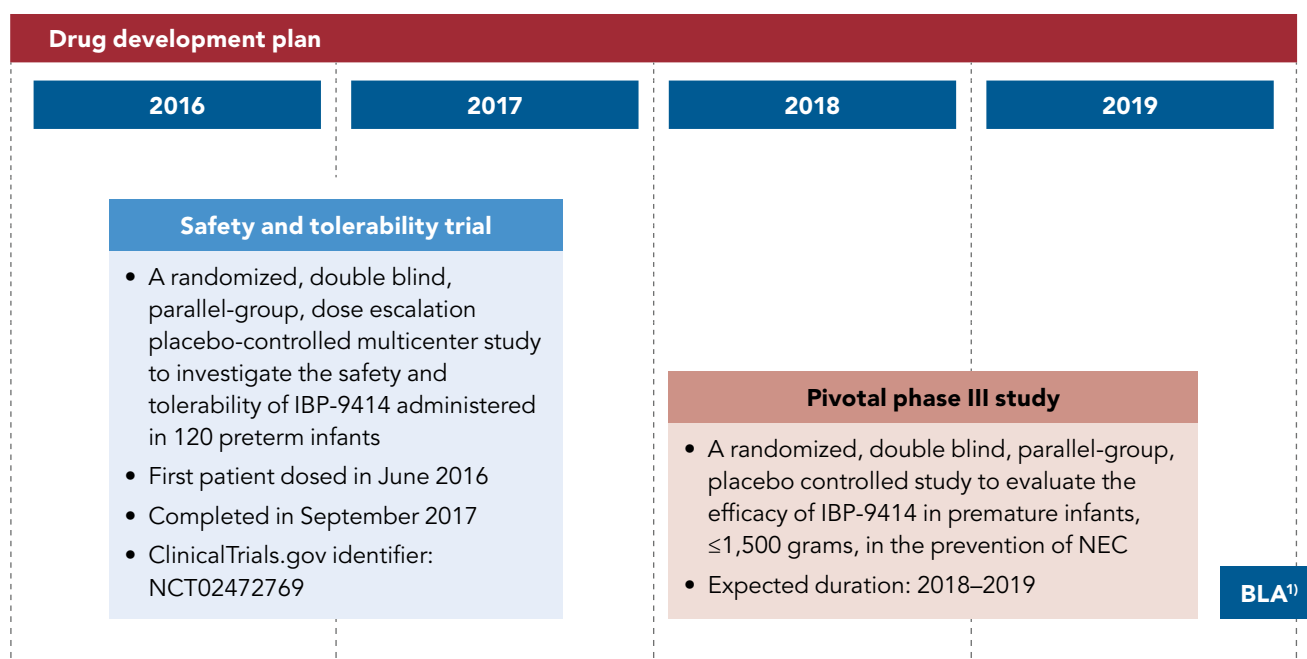 Drug development plan
2016
2017
2018
2019
Safety and tolerability trial
• A randomized, double blind,
parallel-group, dose escalation
placebo-controlled multicenter study
to investigate the safety and
tolerability of IBP-9414 administered
in 120 preterm infants
• First patient dosed in June 2016
• Completed in September 2017
• ClinicalTrials.gov identifier:
NCT02472769
Pivotal phase III study
• A randomized, double blind, parallel-group,
placebo controlled study to evaluate the
efficacy of IBP-9414 in premature infants,
≤1,500 grams, in the prevention of NEC
• Expected duration: 2018–2019
BLA¹⁾